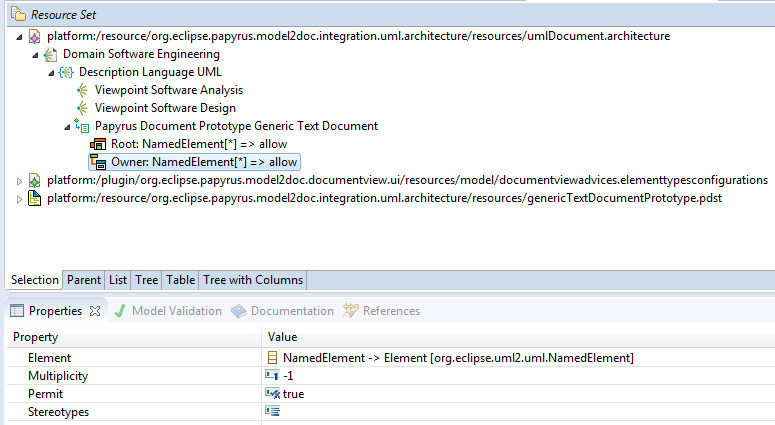 Resource Set
platform:/resource/org.eclipse.papyrus.model2doc.integration.uml.architecture/resources/umlDocument.architecture
Domain Software Engineering
Description Language UML
Viewpoint Software Analysis
Viewpoint Software Design
Papyrus Document Prototype Generic Text Document
Root: NamedElement[*] => allow
Owner: NamedElement[*] => allow
platform:/plugin/org.eclipse.papyrus.model2doc.documentview.ui/resources/model/documentviewadvices.elementtypesconfigurations
platform:/resource/org.eclipse.papyrus.model2doc.integration.uml.architecture/resources/genericTextDocumentPrototype.pdst
Selection Parent List Tree Table Tree with Columns
Properties Model Validation Documentation References
Property Value
Element NamedElement -> Element [org.eclipse.uml2.uml.NamedElement]
Multiplicity -1
Permit true
Stereotypes